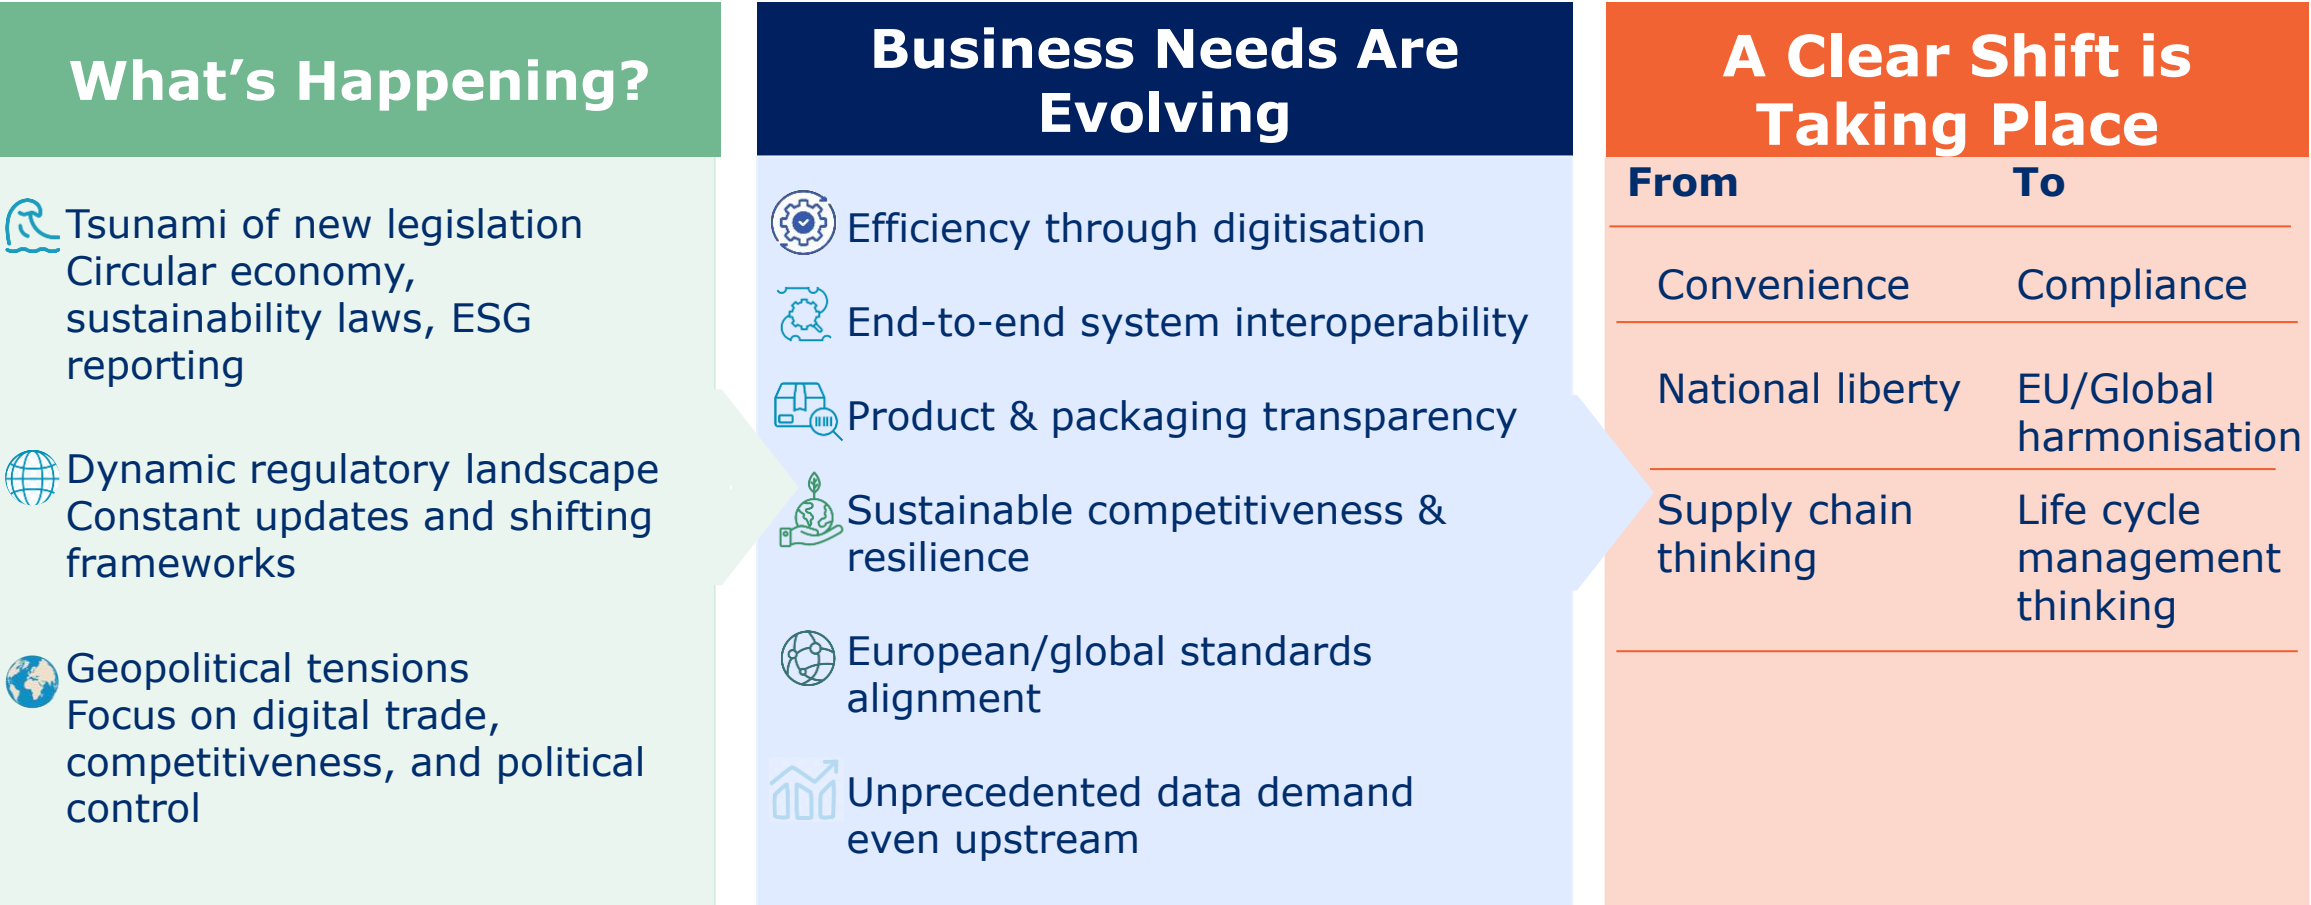 What’s Happening?
Tsunami of new legislation
Circular economy,
sustainability laws, ESG
reporting
Dynamic regulatory landscape
Constant updates and shifting
frameworks
Geopolitical tensions
Focus on digital trade,
competitiveness, and political
control
Business Needs Are
Evolving
Efficiency through digitisation
End-to-end system interoperability
Product & packaging transparency
Sustainable competitiveness &
resilience
European/global standards
alignment
Unprecedented data demand
even upstream
A Clear Shift is
Taking Place
From To
Convenience Compliance
National liberty EU/Global
harmonisation
Supply chain Life cycle
thinking management
thinking